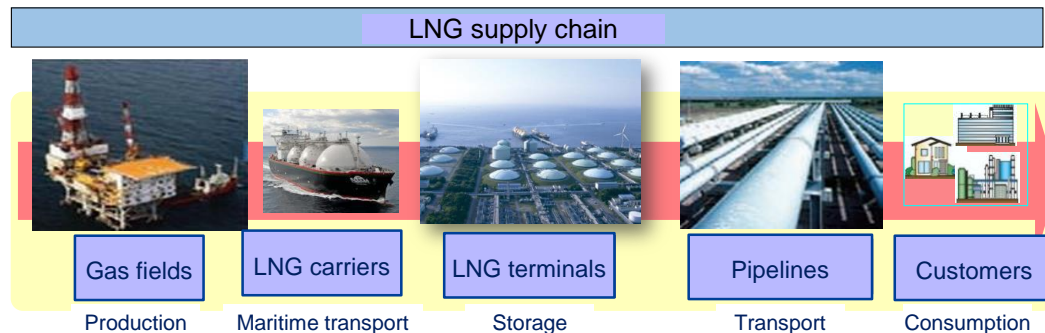 LNG supply chain
Gas fields
LNG carriers
LNG terminals
Pipelines
Customers
Production
Maritime transport
Storage
Transport
Consumption